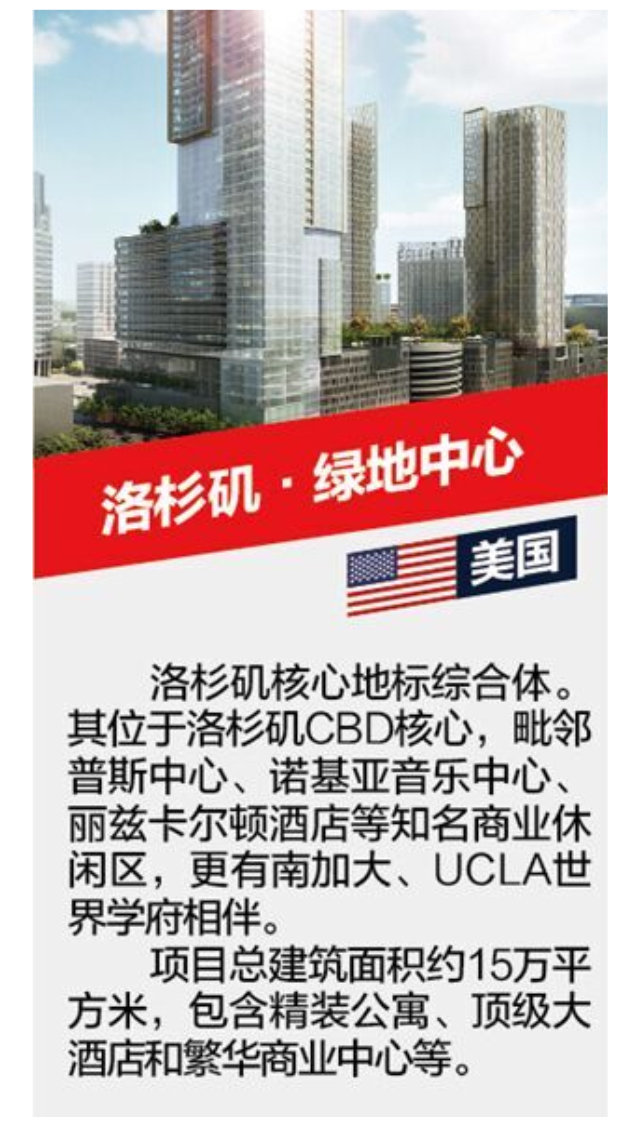 洛杉矶·绿地中心
美国
洛杉矶核心地标综合体。
其位于洛杉矶CBD核心，毗邻
普斯中心、诺基亚音乐中心、
丽兹卡尔顿酒店等知名商业休
闲区，更有南加大、UCLA世
界学府相伴。
项目总建筑面积约15万平
方米，包含精装公寓、顶级大
酒店和繁华商业中心等。